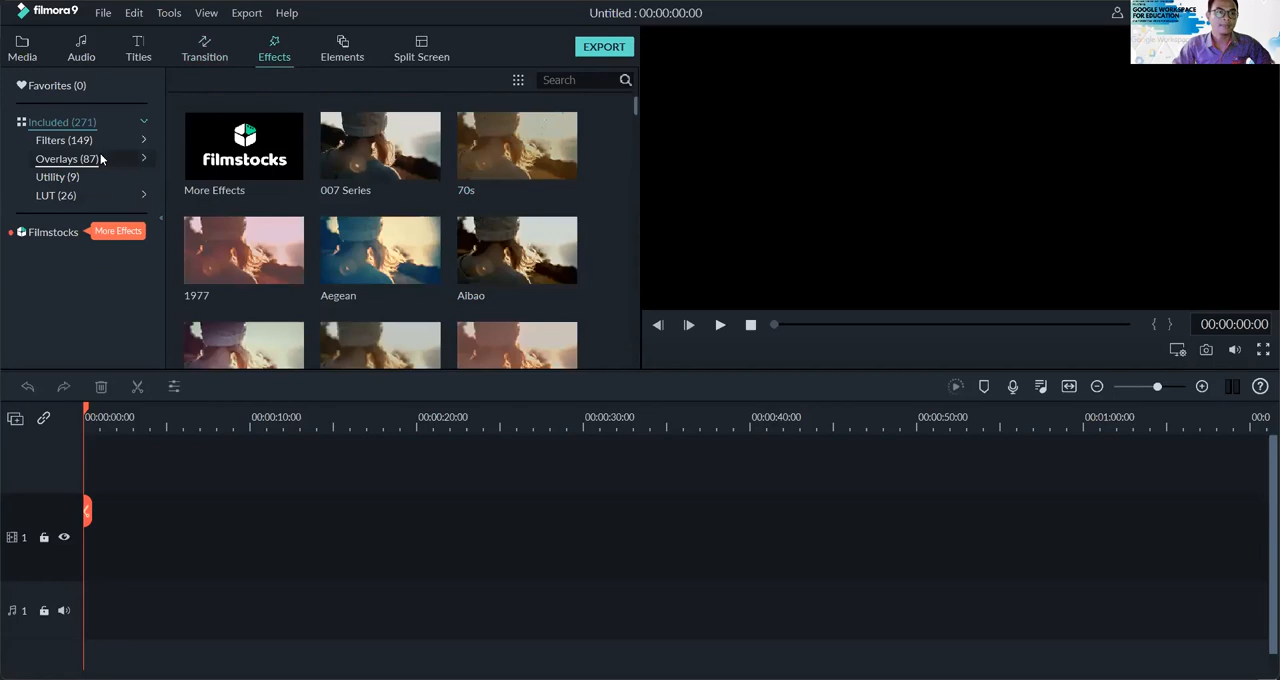 filmora9 File Edit Tools View Export Help Untitled : 00:00:00:00
GOOGLE WORKSPACE
FOR EDUCATION
Media Audio Titles Transition Effects Elements Split Screen EXPORT
Favorites (0)
Search
Included (271)
Filters (149)
Overlays (87)
Utility (9)
LUT (26)
Filmstocks More Effects
filmstocks
More Effects 007 Series 70s
1977 Aegean Aibao
00:00:00:00
00:00:00:00 00:00:10:00 00:00:20:00 00:00:30:00 00:00:40:00 00:00:50:00 00:01:00:00 00:0
1
1